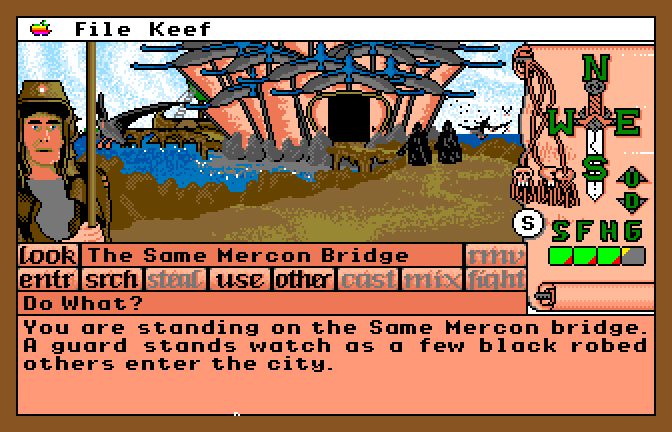 File Keef
N
W E
S
U
D
S
S F H G
look The Same Mercon Bridge rmv
entr srch steal use other cast mix fight
Do What?
You are standing on the Same Mercon bridge.
A guard stands watch as a few black robed
others enter the city.